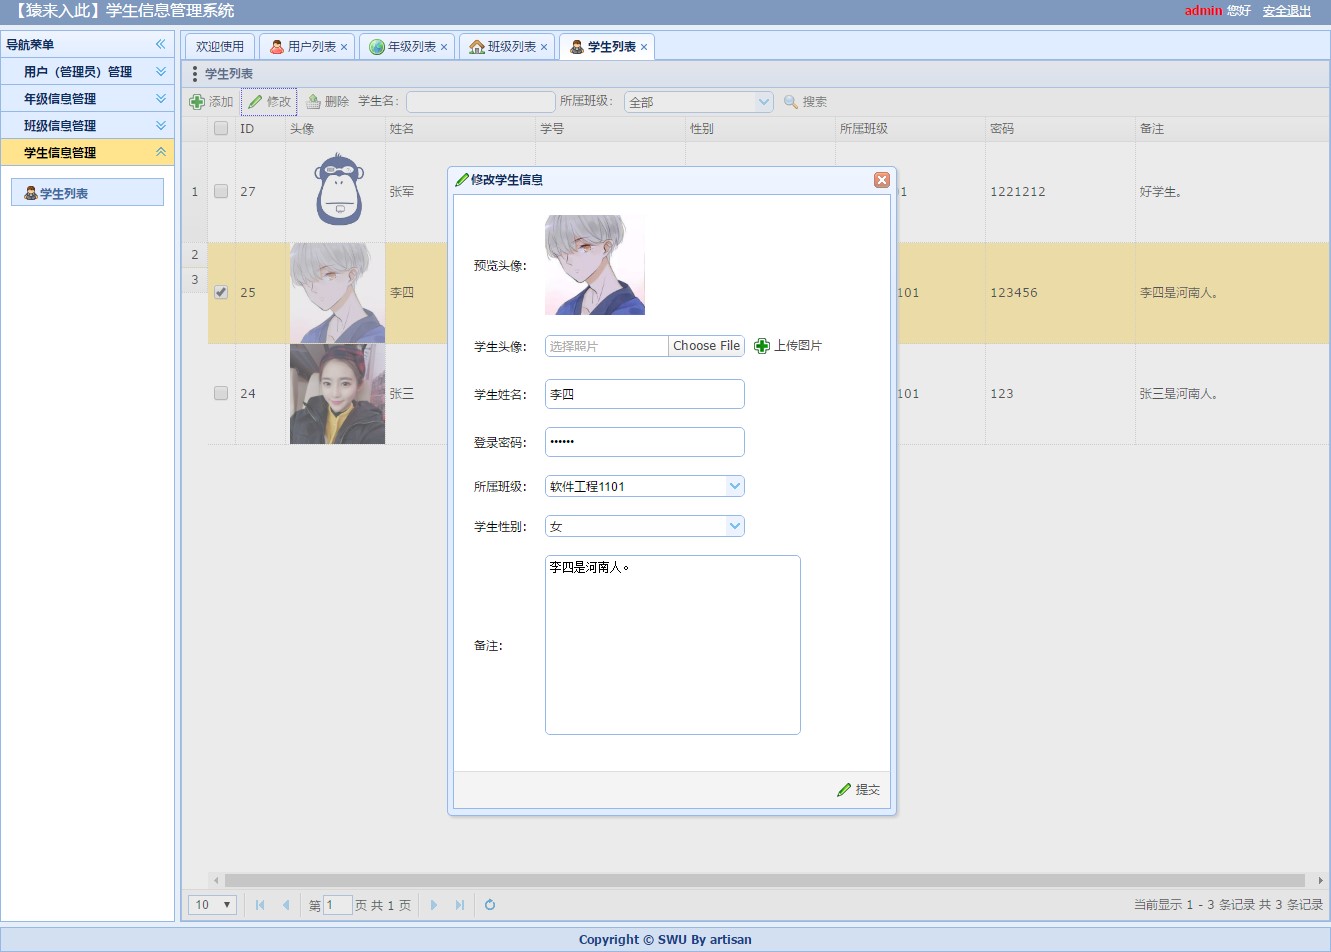 【猿来入此】学生信息管理系统
admin 您好 安全退出
导航菜单
用户（管理员）管理
年级信息管理
班级信息管理
学生信息管理
学生列表
欢迎使用 用户列表 年级列表 班级列表 学生列表
学生列表
添加 修改 删除 学生名: 所属班级: 全部 搜索
ID 头像 姓名 学号 性别 所属班级 密码 备注
1 27 张军 01 1221212 好学生。
2
3
25 李四 101 123456 李四是河南人。
24 张三 101 123 张三是河南人。
修改学生信息
预览头像:
学生头像: 选择照片 Choose File 上传图片
学生姓名: 李四
登录密码: ••••••
所属班级: 软件工程1101
学生性别: 女
备注: 李四是河南人。
提交
10 第 1 页 共 1 页
当前显示 1 - 3 条记录 共 3 条记录
Copyright © SWU By artisan